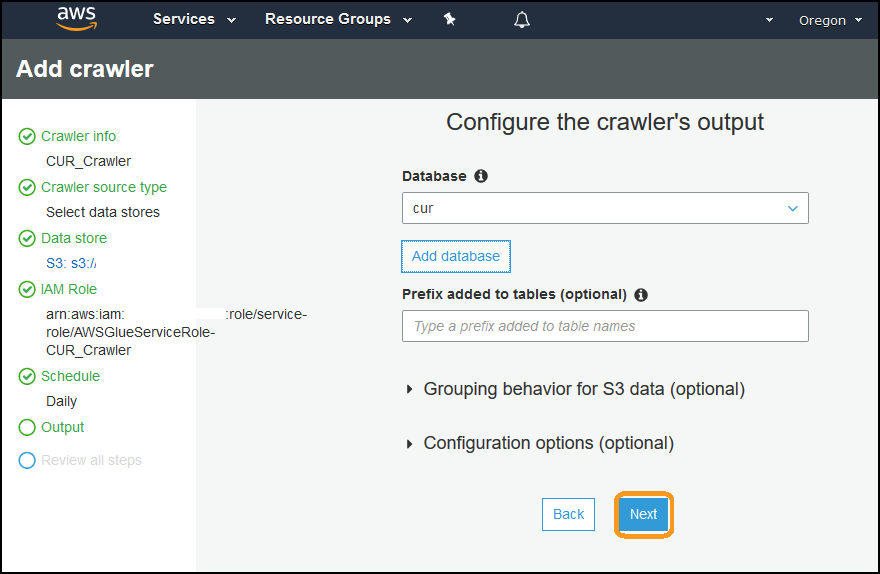 aws Services Resource Groups Oregon
Add crawler
Crawler info
CUR_Crawler
Crawler source type
Select data stores
Data store
S3: s3://
IAM Role
arn:aws:iam: :role/service-
role/AWSGlueServiceRole-
CUR_Crawler
Schedule
Daily
Output
Review all steps
Configure the crawler's output
Database
cur
Add database
Prefix added to tables (optional)
Type a prefix added to table names
Grouping behavior for S3 data (optional)
Configuration options (optional)
Back Next